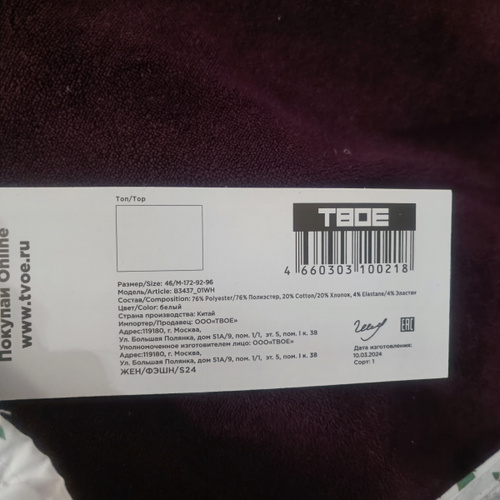 Покупай Online
www.tvoe.ru
Топ/Top
ТВОЕ
4 660303 100218
Размер/Size: 46/M-172-92-96
Модель/Article: B3437_01WH
Состав/Composition: 76% Polyester/76% Полиэстер, 20% Cotton/20% Хлопок, 4% Elastane/4% Эластан
Цвет/Color: белый
Страна производства: Китай
Импортер/Продавец: ООО«ТВОЕ»
Адрес:119180, г. Москва,
Ул. Большая Полянка, дом 51А/9, пом. 1/1, эт. 5, пом. I к. 38
Уполномоченное изготовителем лицо: ООО«ТВОЕ»
Адрес:119180, г. Москва,
Ул. Большая Полянка, дом 51А/9, пом. 1/1, эт. 5, пом. I к. 38
ЖЕН/ФЭШН/S24
EAC
Дата изготовления:
10.03.2024
Сорт: 1